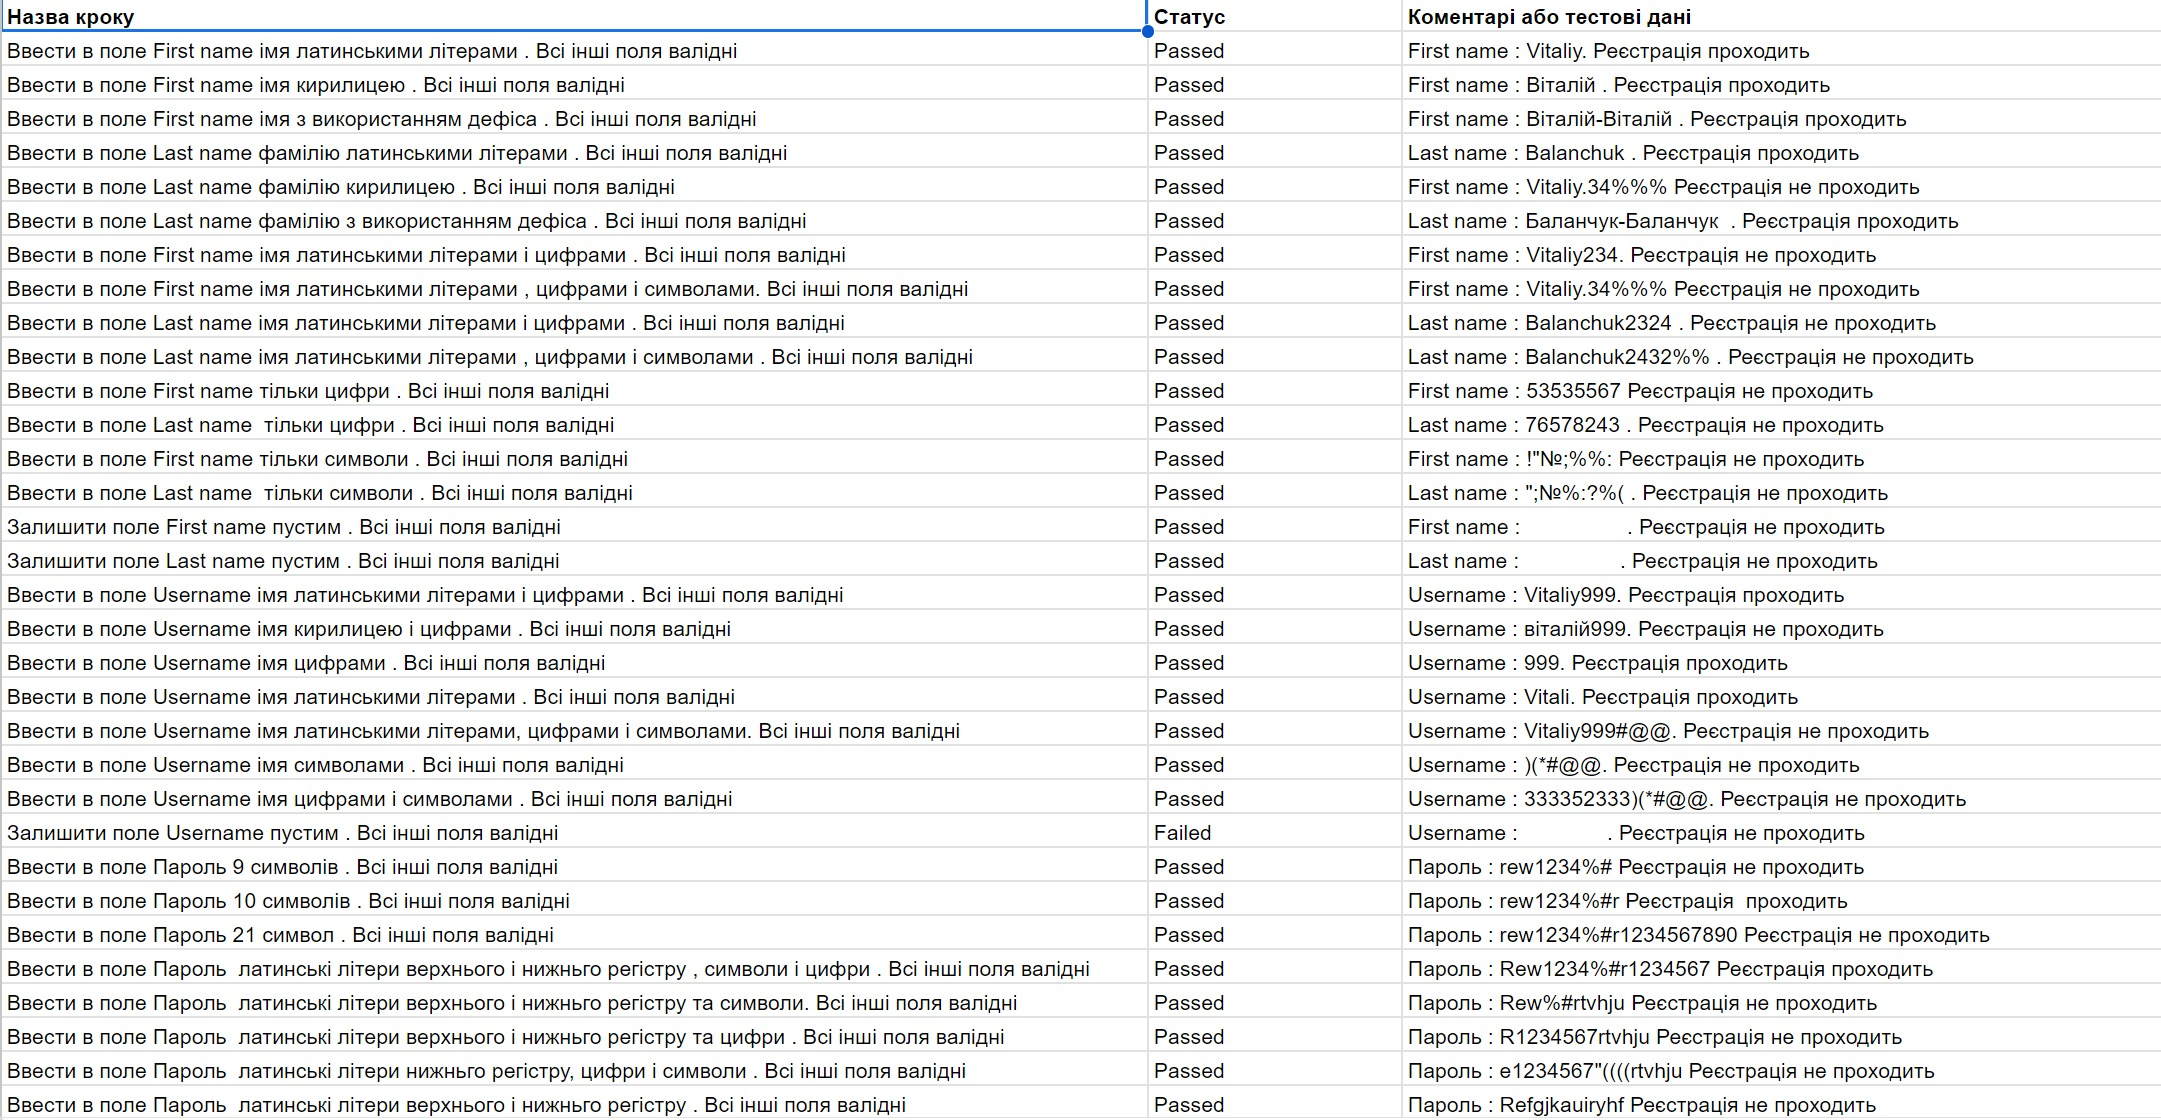 Назва кроку Статус Коментарі або тестові дані
Ввести в поле First name імя латинськими літерами . Всі інші поля валідні Passed First name : Vitaliy. Реєстрація проходить
Ввести в поле First name імя кирилицею . Всі інші поля валідні Passed First name : Віталій . Реєстрація проходить
Ввести в поле First name імя з використанням дефіса . Всі інші поля валідні Passed First name : Віталій-Віталій . Реєстрація проходить
Ввести в поле Last name фамілію латинськими літерами . Всі інші поля валідні Passed Last name : Balanchuk . Реєстрація проходить
Ввести в поле Last name фамілію кирилицею . Всі інші поля валідні Passed First name : Vitaliy.34%%% Реєстрація не проходить
Ввести в поле Last name фамілію з використанням дефіса . Всі інші поля валідні Passed Last name : Баланчук-Баланчук . Реєстрація проходить
Ввести в поле First name імя латинськими літерами і цифрами . Всі інші поля валідні Passed First name : Vitaliy234. Реєстрація не проходить
Ввести в поле First name імя латинськими літерами , цифрами і символами. Всі інші поля валідні Passed First name : Vitaliy.34%%% Реєстрація не проходить
Ввести в поле Last name імя латинськими літерами і цифрами . Всі інші поля валідні Passed Last name : Balanchuk2324 . Реєстрація не проходить
Ввести в поле Last name імя латинськими літерами , цифрами і символами . Всі інші поля валідні Passed Last name : Balanchuk2432%% . Реєстрація не проходить
Ввести в поле First name тільки цифри . Всі інші поля валідні Passed First name : 53535567 Реєстрація не проходить
Ввести в поле Last name тільки цифри . Всі інші поля валідні Passed Last name : 76578243 . Реєстрація не проходить
Ввести в поле First name тільки символи . Всі інші поля валідні Passed First name : !"№;%%: Реєстрація не проходить
Ввести в поле Last name тільки символи . Всі інші поля валідні Passed Last name : ";№%:?%( . Реєстрація не проходить
Залишити поле First name пустим . Всі інші поля валідні Passed First name : . Реєстрація не проходить
Залишити поле Last name пустим . Всі інші поля валідні Passed Last name : . Реєстрація не проходить
Ввести в поле Username імя латинськими літерами і цифрами . Всі інші поля валідні Passed Username : Vitaliy999. Реєстрація проходить
Ввести в поле Username імя кирилицею і цифрами . Всі інші поля валідні Passed Username : віталій999. Реєстрація не проходить
Ввести в поле Username імя цифрами . Всі інші поля валідні Passed Username : 999. Реєстрація проходить
Ввести в поле Username імя латинськими літерами . Всі інші поля валідні Passed Username : Vitali. Реєстрація проходить
Ввести в поле Username імя латинськими літерами, цифрами і символами. Всі інші поля валідні Passed Username : Vitaliy999#@@. Реєстрація не проходить
Ввести в поле Username імя символами . Всі інші поля валідні Passed Username : )(*#@@. Реєстрація не проходить
Ввести в поле Username імя цифрами і символами . Всі інші поля валідні Passed Username : 333352333)(*#@@. Реєстрація не проходить
Залишити поле Username пустим . Всі інші поля валідні Failed Username : . Реєстрація не проходить
Ввести в поле Пароль 9 символів . Всі інші поля валідні Passed Пароль : rew1234%# Реєстрація не проходить
Ввести в поле Пароль 10 символів . Всі інші поля валідні Passed Пароль : rew1234%#r Реєстрація проходить
Ввести в поле Пароль 21 символ . Всі інші поля валідні Passed Пароль : rew1234%#r1234567890 Реєстрація не проходить
Ввести в поле Пароль латинські літери верхнього і нижнього регістру , символи і цифри . Всі інші поля валідні Passed Пароль : Rew1234%#r1234567 Реєстрація проходить
Ввести в поле Пароль латинські літери верхнього і нижнього регістру та символи. Всі інші поля валідні Passed Пароль : Rew%#rtvhju Реєстрація не проходить
Ввести в поле Пароль латинські літери верхнього і нижнього регістру та цифри . Всі інші поля валідні Passed Пароль : R1234567rtvhju Реєстрація не проходить
Ввести в поле Пароль латинські літери нижнього регістру, цифри і символи . Всі інші поля валідні Passed Пароль : e1234567"((((rtvhju Реєстрація не проходить
Ввести в поле Пароль латинські літери верхнього і нижнього регістру . Всі інші поля валідні Passed Пароль : Refgjkauiryhf Реєстрація не проходить